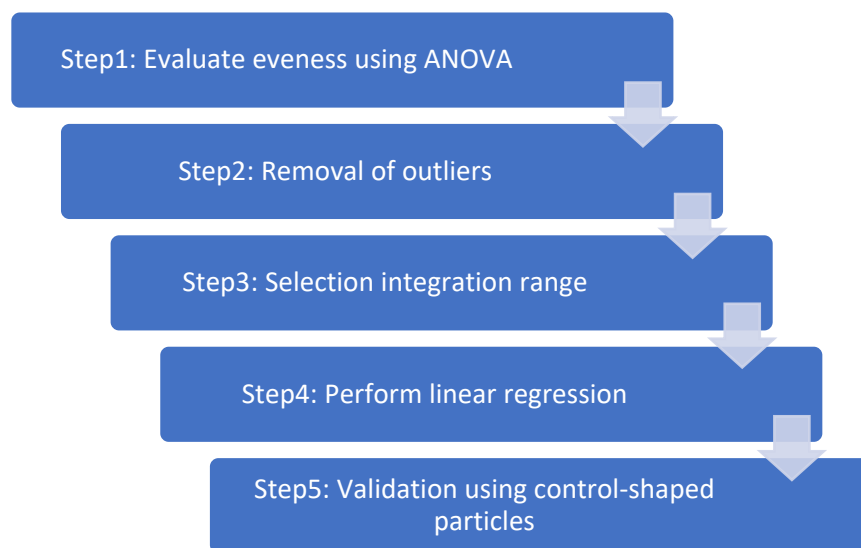 Step1: Evaluate eveness using ANOVA
Step2: Removal of outliers
Step3: Selection integration range
Step4: Perform linear regression
Step5: Validation using control-shaped
particles